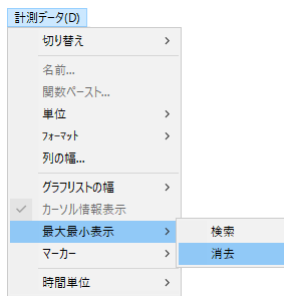 計測データ(D)
切り替え
名前...
関数ペースト...
単位
フォーマット
列の幅...
グラフリストの幅
カーソル情報表示
最大最小表示
検索
マーカー
消去
時間単位